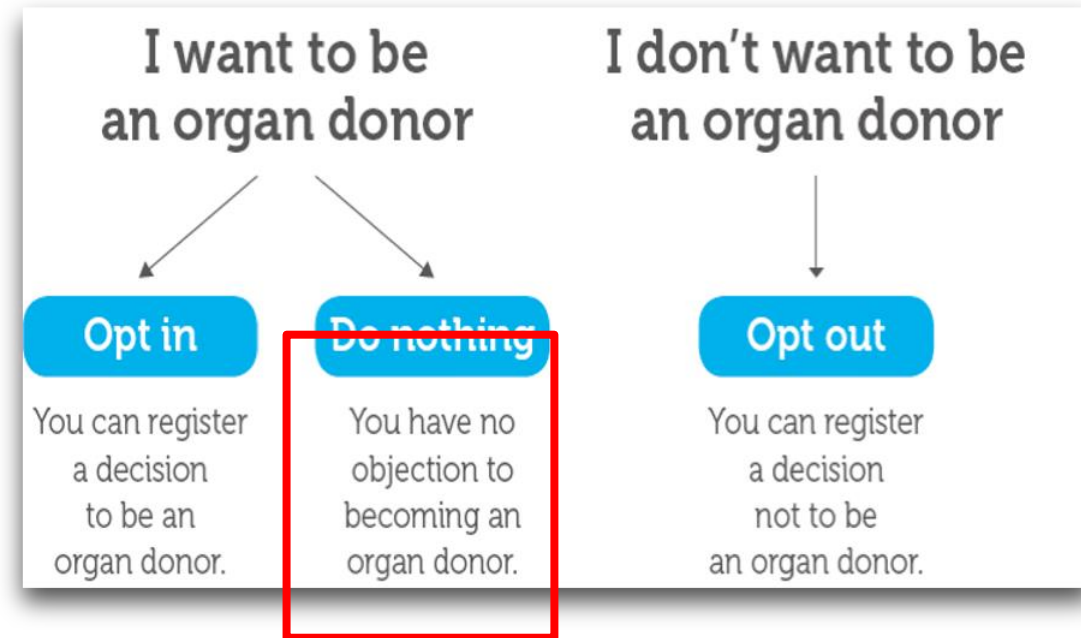 I want to be
an organ donor
I don't want to be
an organ donor
Opt in
Do nothing
Opt out
You can register
a decision
to be an
organ donor.
You have no
objection to
becoming an
organ donor.
You can register
a decision
not to be
an organ donor.